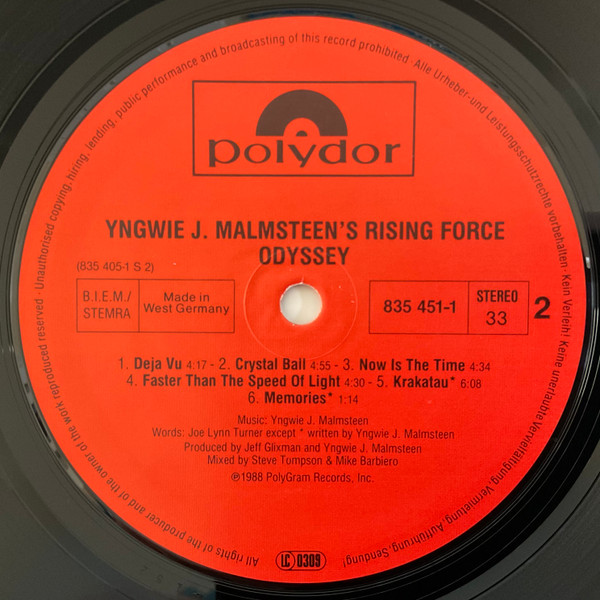 polydor
YNGWIE J. MALMSTEEN'S RISING FORCE
ODYSSEY
(835 405-1 S 2)
B.I.E.M./
STEMRA
Made in
West Germany
835 451-1
STEREO
33
2
1. Deja Vu 4:17 - 2. Crystal Ball 4:55 - 3. Now Is The Time 4:34
4. Faster Than The Speed Of Light 4:30 - 5. Krakatau* 6:08
6. Memories* 1:14
Music: Yngwie J. Malmsteen
Words: Joe Lynn Turner except * written by Yngwie J. Malmsteen
Produced by Jeff Glixman and Yngwie J. Malmsteen
Mixed by Steve Tumpson & Mike Barbiero
℗1988 PolyGram Records, Inc.
LC 0309
All rights of the producer and of the owner of the work reproduced reserved · Unauthorised copying, hiring, lending, public performance and broadcasting of this record prohibited · Alle Urheber- und Leistungsschutzrechte vorbehalten · Kein Verleih! Keine unerlaubte Vervielfältigung, Vermietung, Aufführung, Sendung!